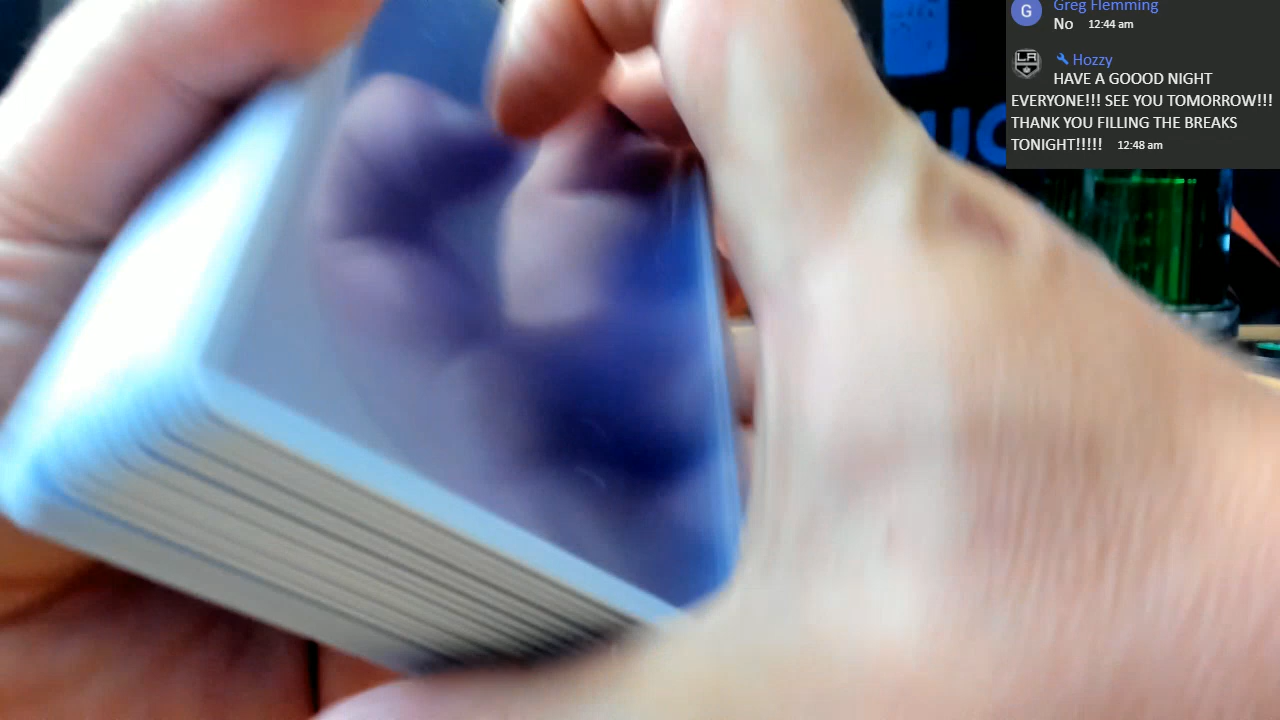 Greg Flemming
No 12:44 am
Hozzy
HAVE A GOOOD NIGHT
EVERYONE!!! SEE YOU TOMORROW!!!
THANK YOU FILLING THE BREAKS
TONIGHT!!!!! 12:48 am
G
LA